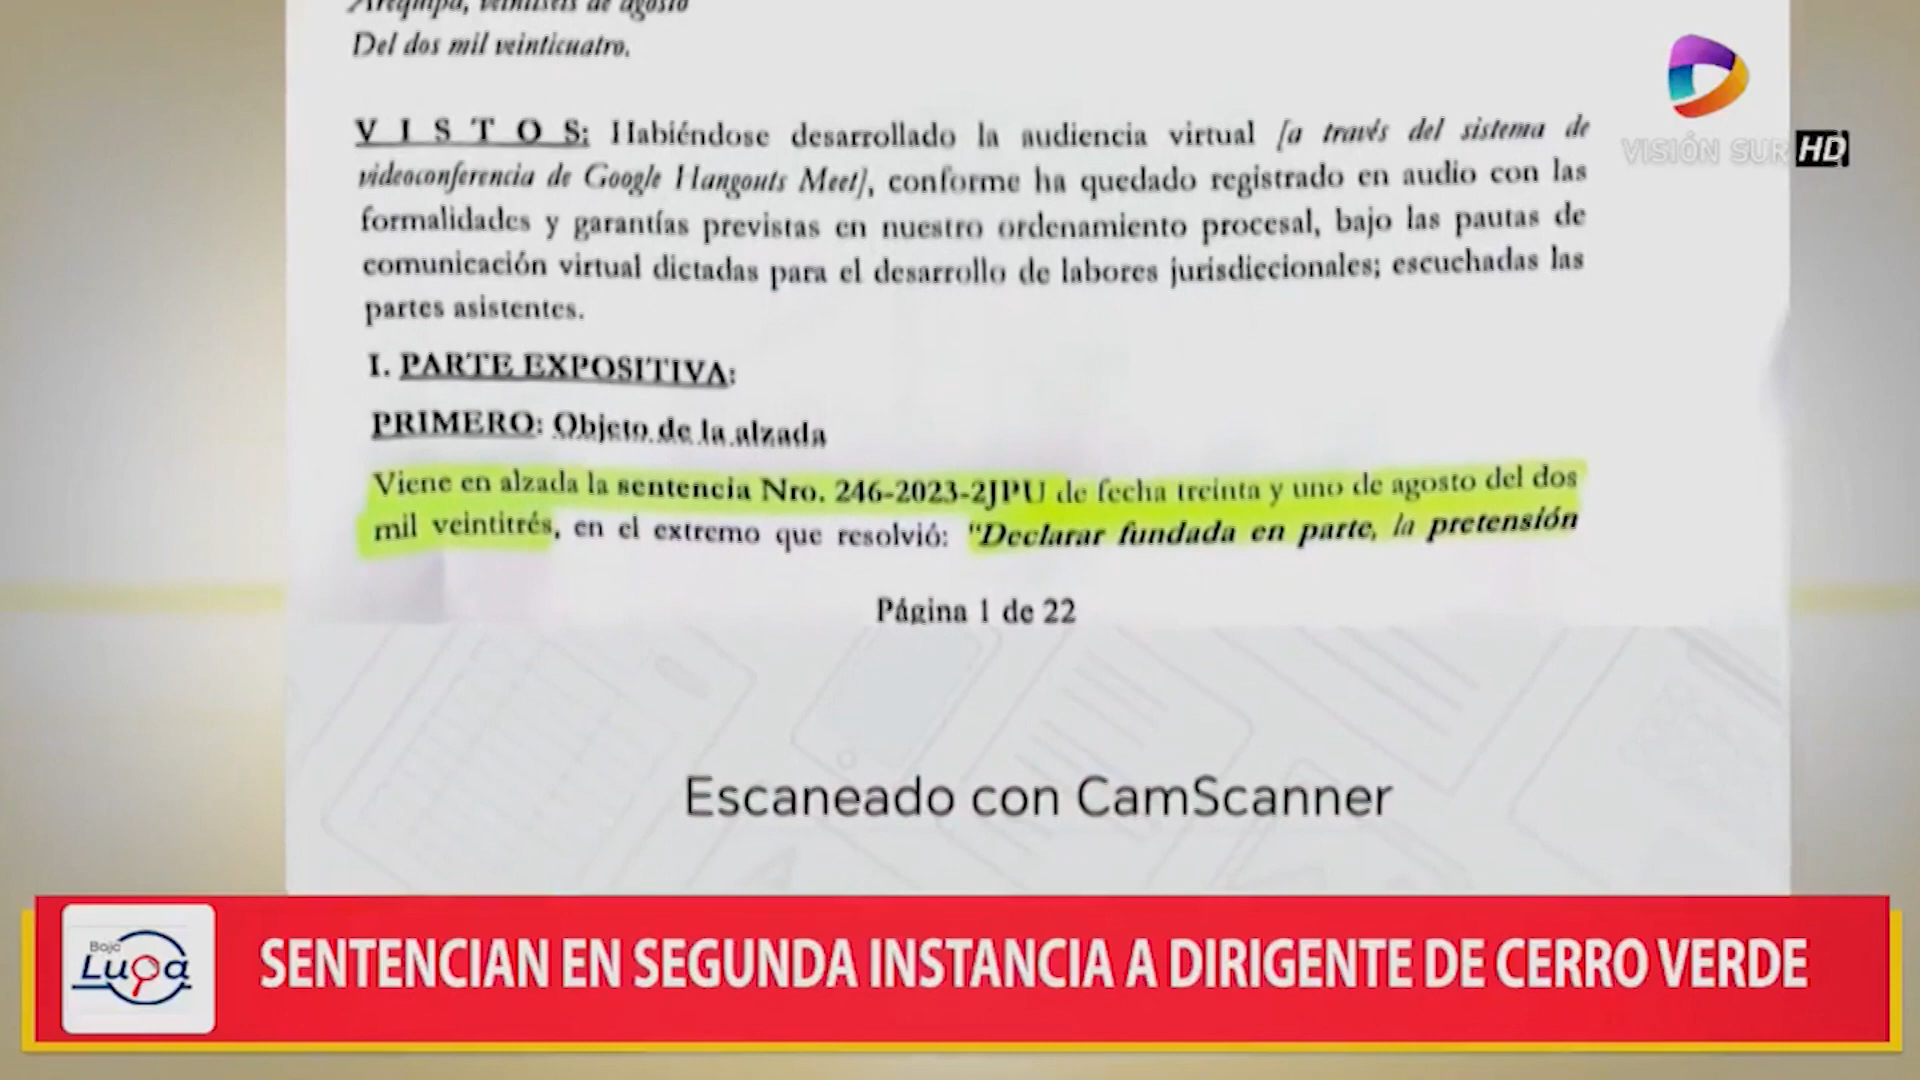 Arequipa, veintiséis de agosto
Del dos mil veinticuatro.
VISIÓN SUR HD
V I S T O S: Habiéndose desarrollado la audiencia virtual [a través del sistema de
videoconferencia de Google Hangouts Meet], conforme ha quedado registrado en audio con las
formalidades y garantías previstas en nuestro ordenamiento procesal, bajo las pautas de
comunicación virtual dictadas para el desarrollo de labores jurisdiccionales; escuchadas las
partes asistentes.
I. PARTE EXPOSITIVA:
PRIMERO: Objeto de la alzada
Viene en alzada la sentencia Nro. 246-2023-2JPU de fecha treinta y uno de agosto del dos
mil veintitrés, en el extremo que resolvió: "Declarar fundada en parte, la pretensión
Página 1 de 22
Escaneado con CamScanner
Bajo
Lupa
SENTENCIAN EN SEGUNDA INSTANCIA A DIRIGENTE DE CERRO VERDE